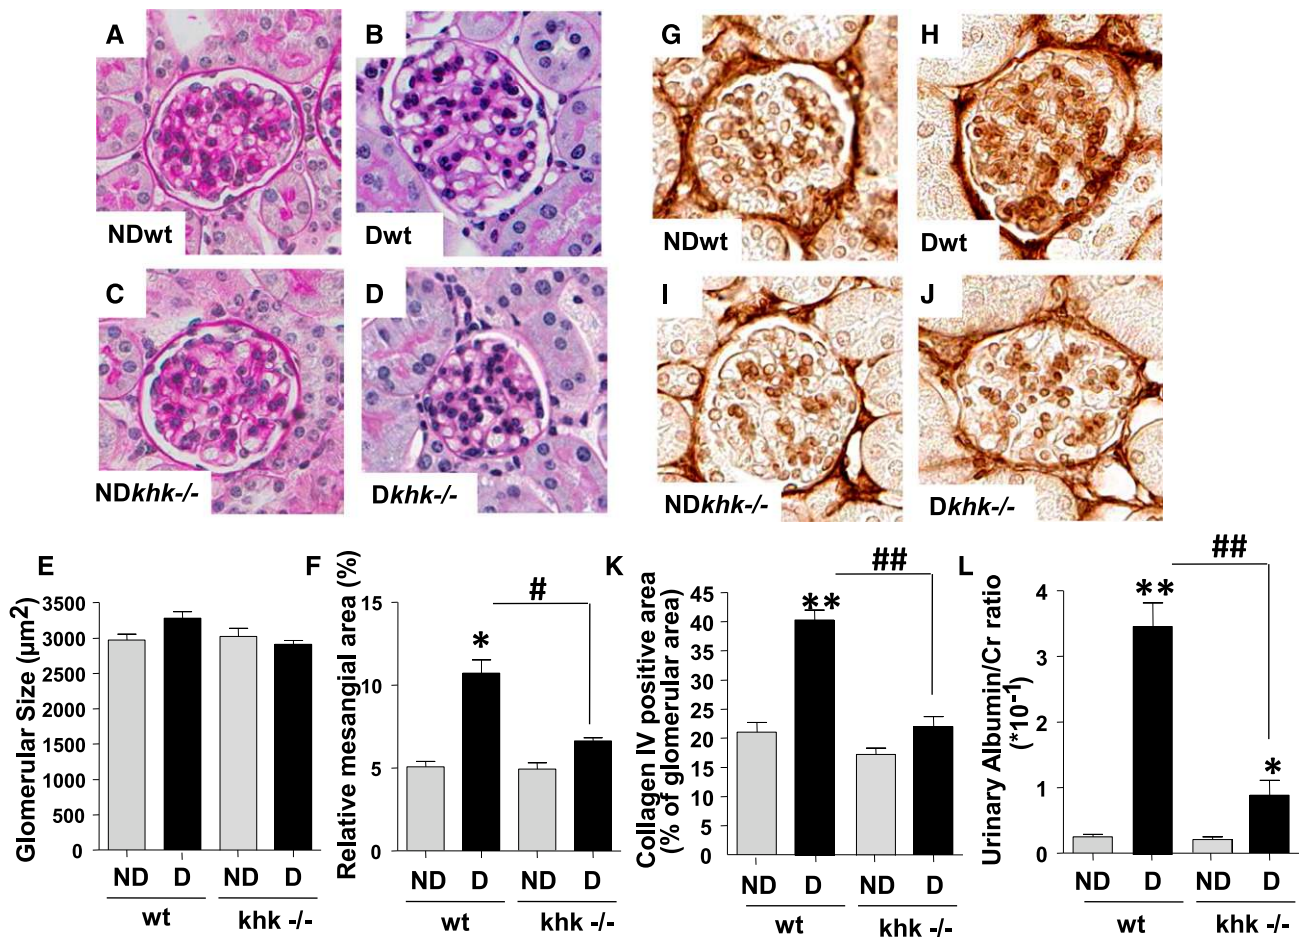 A
NDwt
B
Dwt
C
NDkhk-/-
D
Dkhk-/-
G
NDwt
H
Dwt
I
NDkhk-/-
J
Dkhk-/-
E
Glomerular Size (µm2)
3500
3000
2500
2000
1500
1000
500
0
ND D ND D
wt khk -/-
F
Relative mesangial area (%)
15
10
5
0
* #
ND D ND D
wt khk -/-
K
Collagen IV positive area
(% of glomerular area)
45
40
35
30
25
20
15
10
5
0
** ##
ND D ND D
wt khk -/-
L
Urinary Albumin/Cr ratio
(*10-1)
4
3
2
1
0
** ##
*
ND D ND D
wt khk -/-